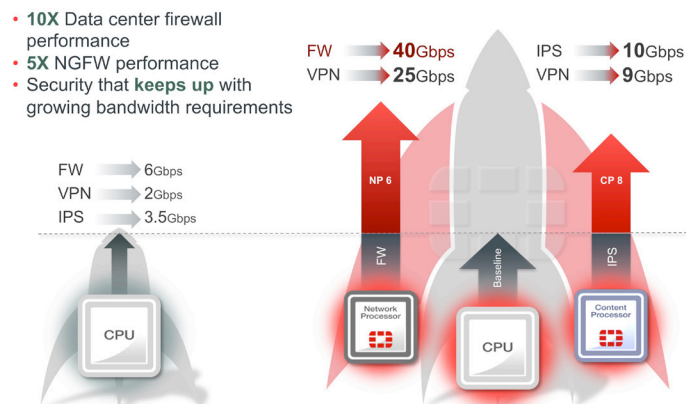 • 10X Data center firewall
performance
• 5X NGFW performance
• Security that keeps up with
growing bandwidth requirements
FW 6Gbps
VPN 2Gbps
IPS 3.5Gbps
CPU
FW 40Gbps
VPN 25Gbps
IPS 10Gbps
VPN 9Gbps
NP 6
CP 8
FW
Baseline
IPS
Network
Processor
CPU
Content
Processor